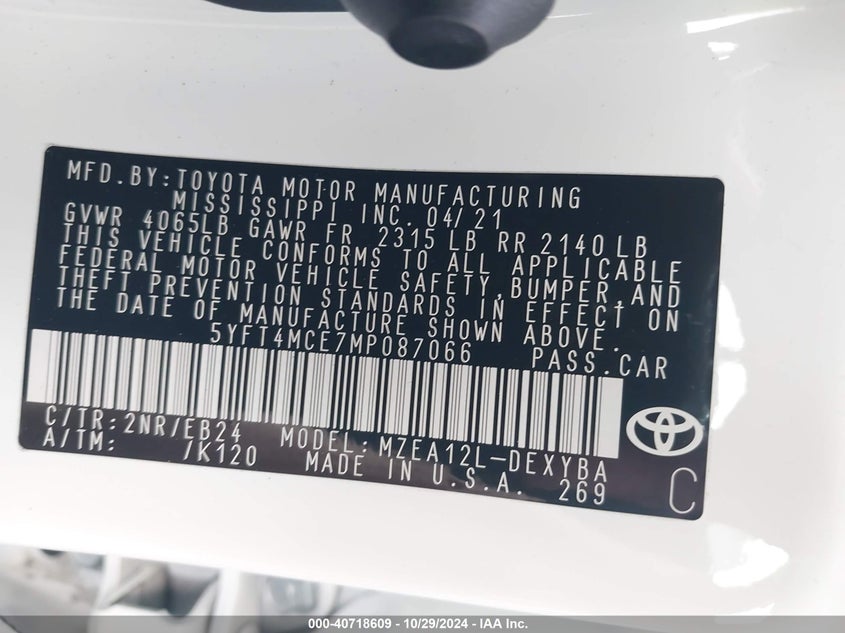 MFD.BY:TOYOTA MOTOR MANUFACTURING
MISSISSIPPI INC. 04/21
GVWR 4065LB GAWR FR 2315 LB RR 2140 LB
THIS VEHICLE CONFORMS TO ALL APPLICABLE
FEDERAL MOTOR VEHICLE SAFETY,BUMPER,AND
THEFT PREVENTION STANDARDS IN EFFECT ON
THE DATE OF MANUFACTURE SHOWN ABOVE.
5YFT4MCE7MP087066 PASS.CAR
C/TR:2NR/EB24 MODEL:MZEA12L-DEXYBA
A/TM: /K120 MADE IN U.S.A. 269
C
000-40718609 | 10/29/2024 | IAA Inc.